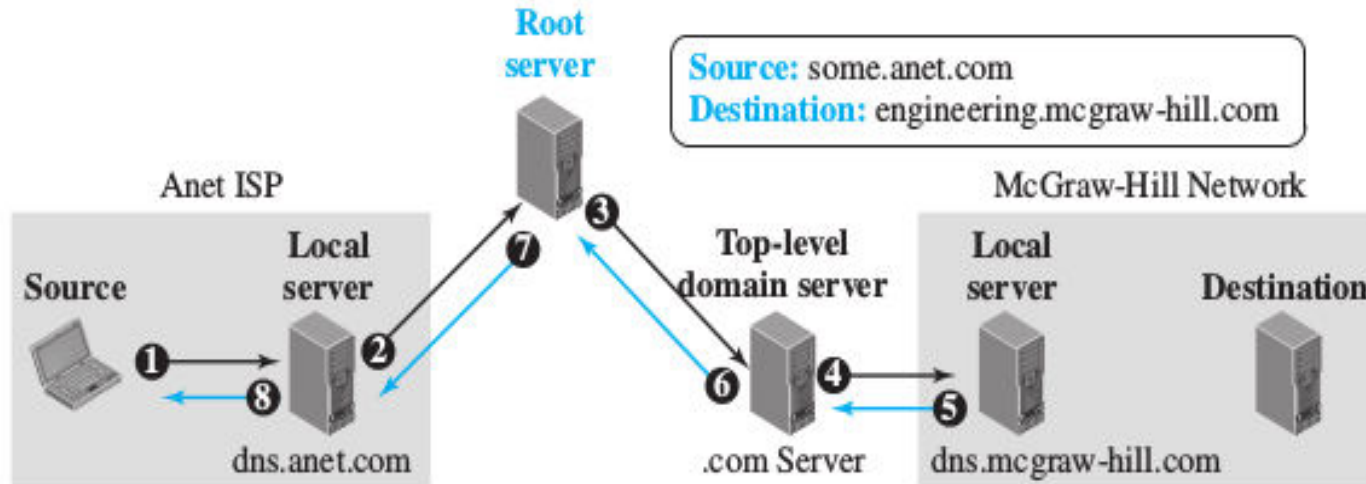 Root
server
Source: some.anet.com
Destination: engineering.mcgraw-hill.com
Anet ISP
McGraw-Hill Network
Source
Local
server
Top-level
domain server
Local
server
Destination
1
2
3
4
5
6
7
8
dns.anet.com
.com Server
dns.mcgraw-hill.com